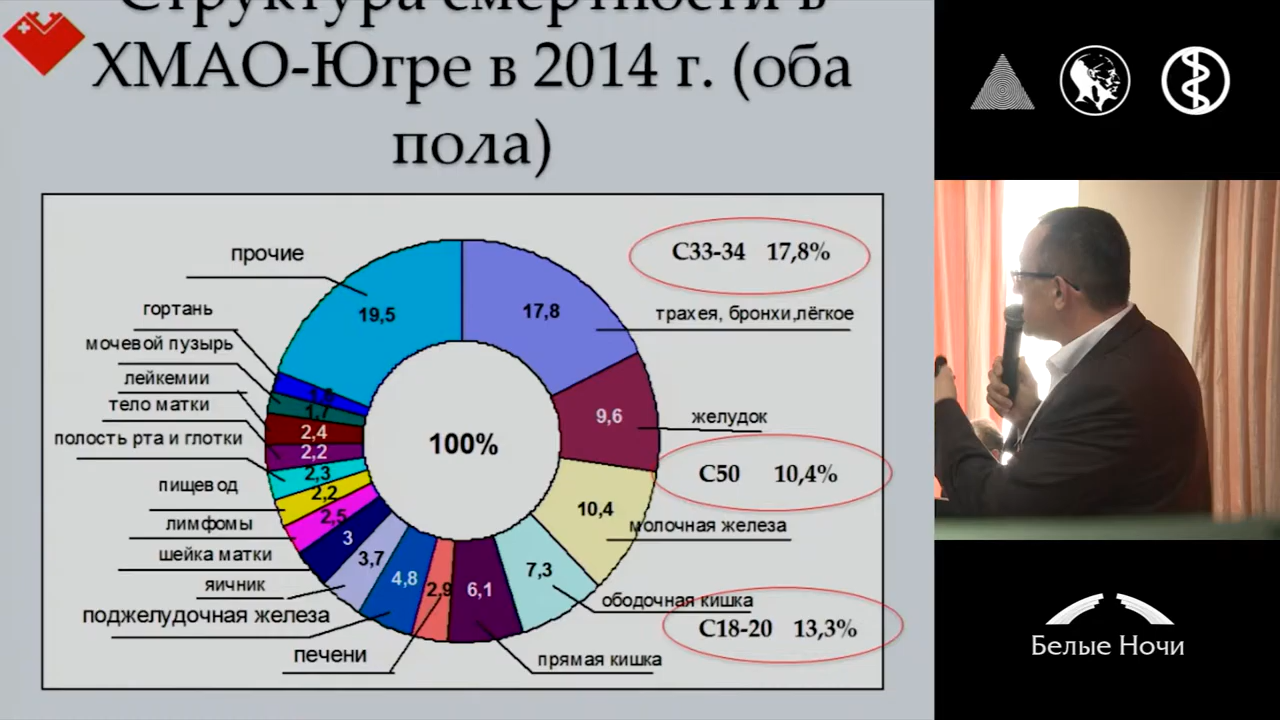 Структура смертности в
ХМАО-Югре в 2014 г. (оба
пола)
С33-34 17,8%
прочие
трахея, бронхи,лёгкое
гортань
мочевой пузырь
лейкемии
тело матки
полость рта и глотки
пищевод
лимфомы
шейка матки
яичник
поджелудочная железа
печени
прямая кишка
ободочная кишка
молочная железа
желудок
С50 10,4%
С18-20 13,3%
100%
19,5
17,8
9,6
10,4
7,3
6,1
2,9
4,8
3,7
3
2,5
2,2
2,3
2,2
2,4
1,7
Белые Ночи